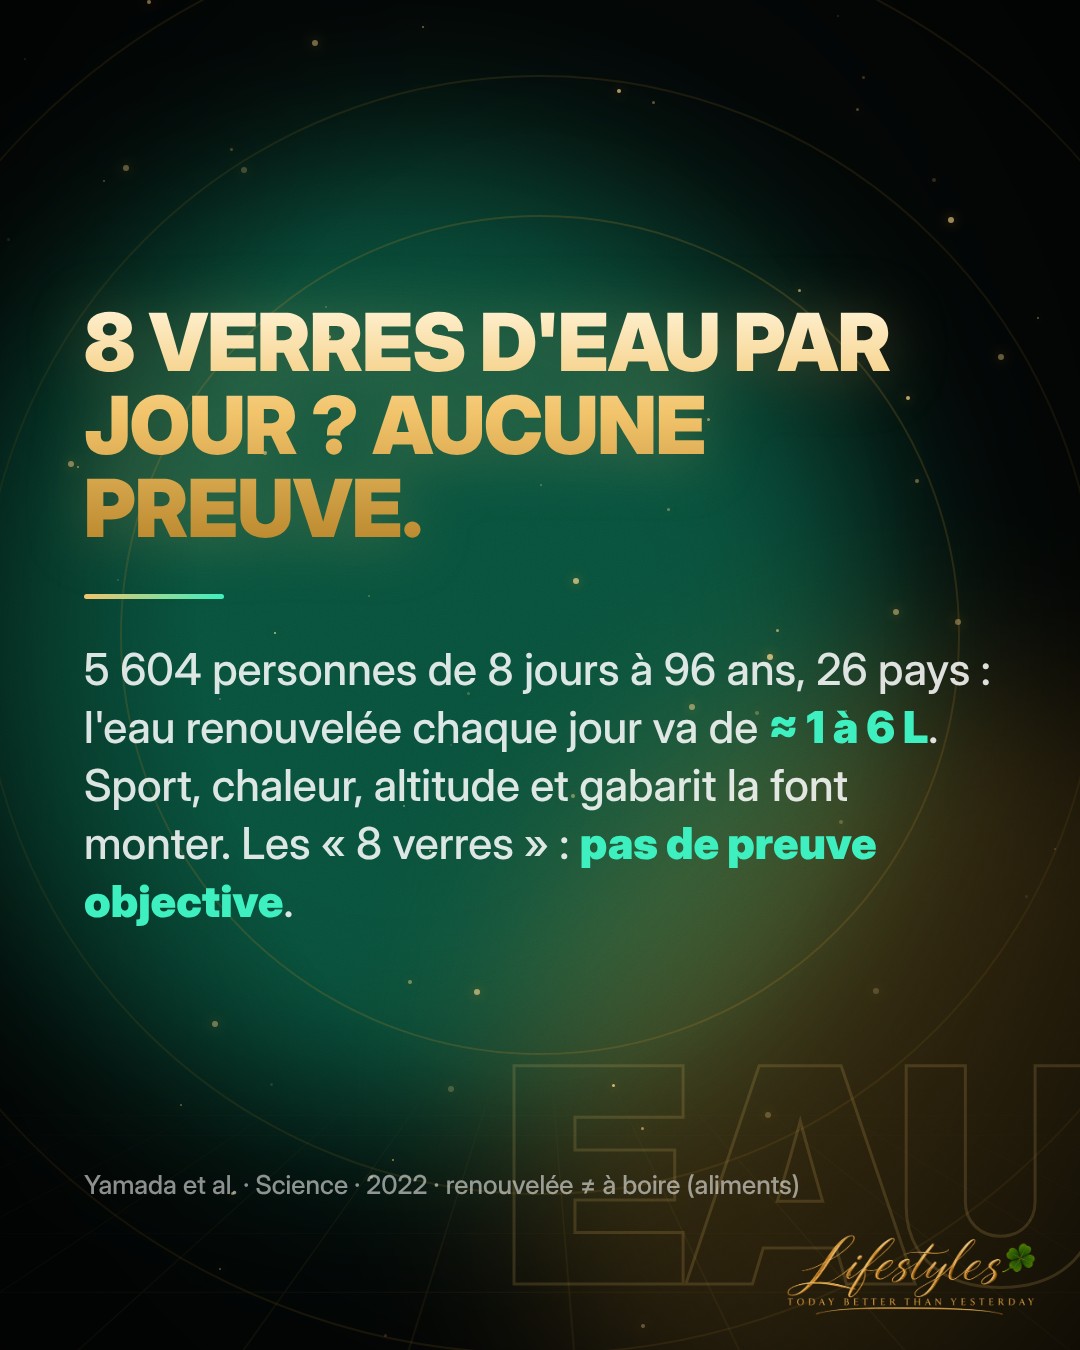 8 VERRES D'EAU PAR
JOUR ? AUCUNE
PREUVE.
5 604 personnes de 8 jours à 96 ans, 26 pays :
l'eau renouvelée chaque jour va de ≈ 1 à 6 L.
Sport, chaleur, altitude et gabarit la font
monter. Les « 8 verres » : pas de preuve
objective.
EAU
Yamada et al. · Science · 2022 · renouvelée ≠ à boire (aliments)
Lifestyles
TODAY BETTER THAN YESTERDAY